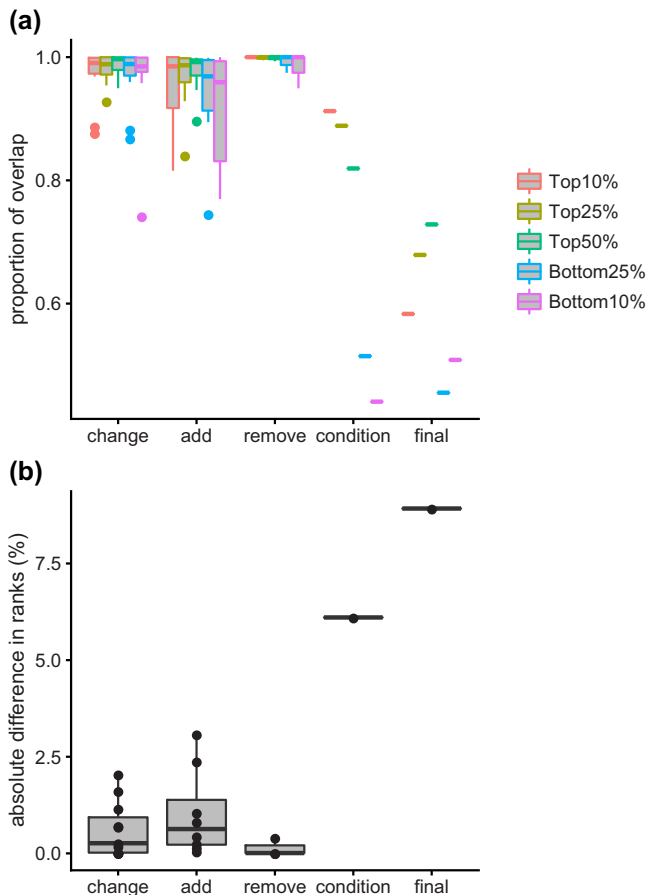 (a)
proportion of overlap
1.0
0.8
0.6
change add remove condition final
Top10%
Top25%
Top50%
Bottom25%
Bottom10%
(b)
absolute difference in ranks (%)
7.5
5.0
2.5
0.0
change add remove condition final